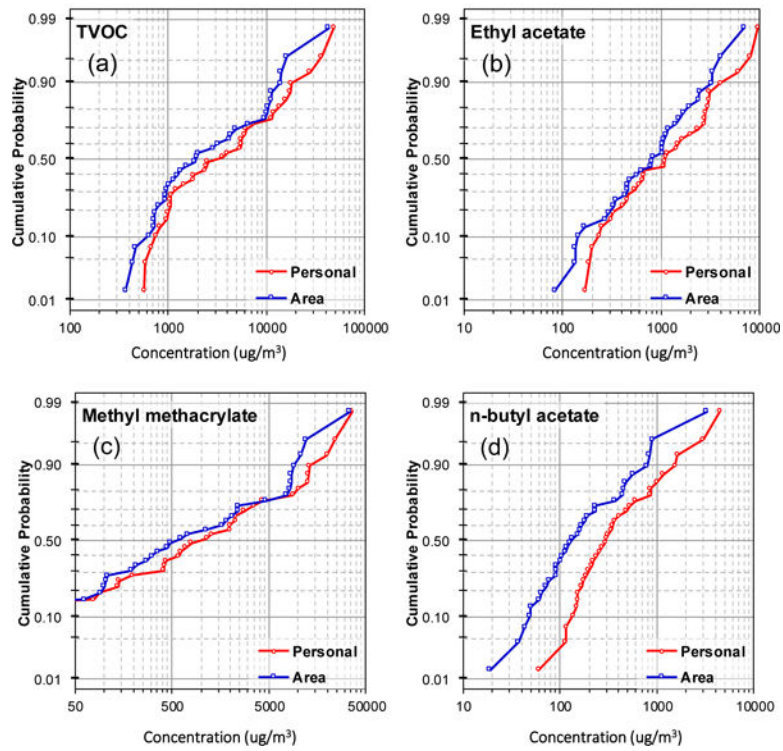 TVOC
(a)
Cumulative Probability
0.99
0.90
0.50
0.10
0.01
Personal
Area
100 1000 10000 100000
Concentration (ug/m³)
Ethyl acetate
(b)
Cumulative Probability
0.99
0.90
0.50
0.10
0.01
Personal
Area
10 100 1000 10000
Concentration (ug/m³)
Methyl methacrylate
(c)
Cumulative Probability
0.99
0.90
0.50
0.10
0.01
Personal
Area
50 500 5000 50000
Concentration (ug/m³)
n-butyl acetate
(d)
Cumulative Probability
0.99
0.90
0.50
0.10
0.01
Personal
Area
10 100 1000 10000
Concentration (ug/m³)